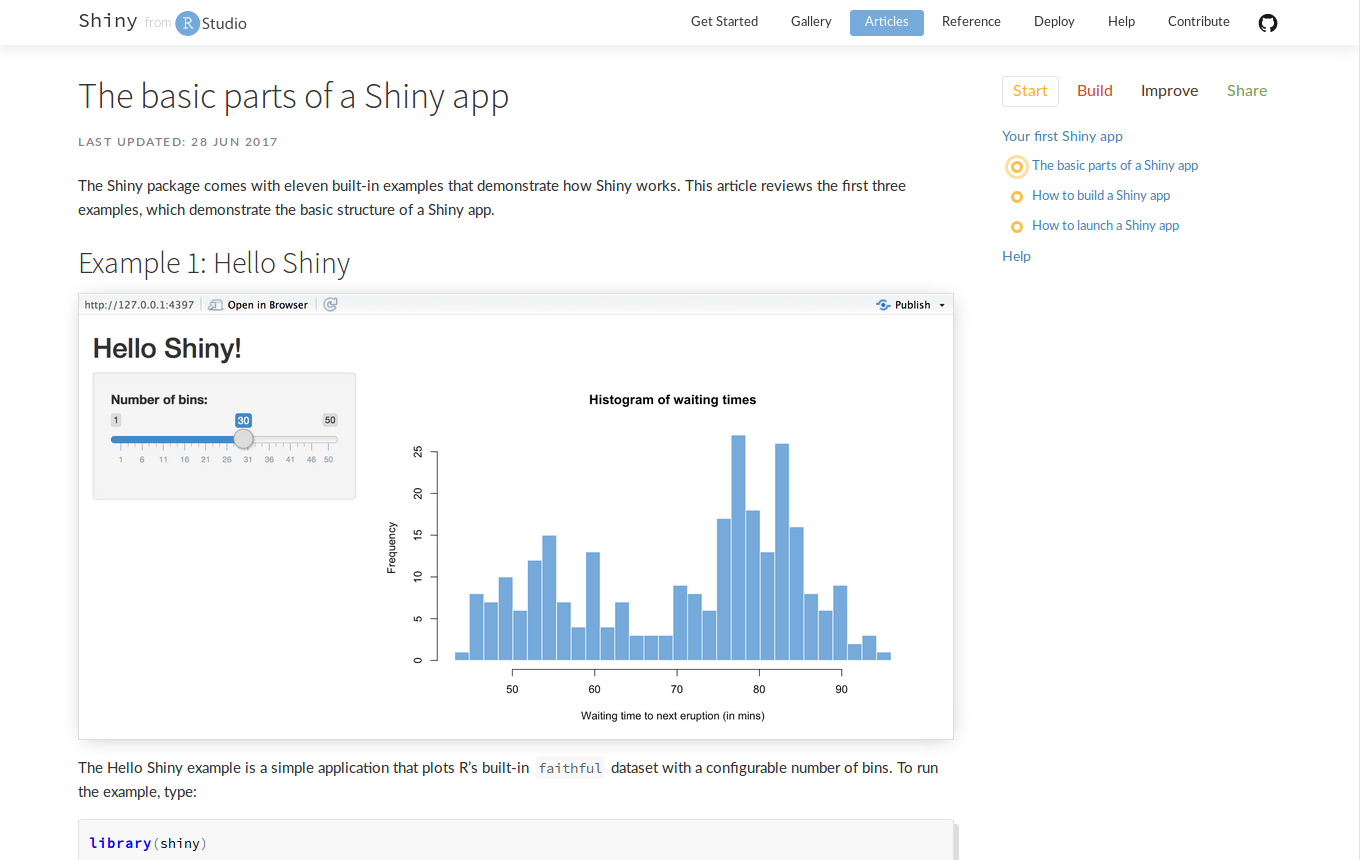 Shiny from R Studio
Get Started Gallery Articles Reference Deploy Help Contribute
The basic parts of a Shiny app
LAST UPDATED: 28 JUN 2017
The Shiny package comes with eleven built-in examples that demonstrate how Shiny works. This article reviews the first three
examples, which demonstrate the basic structure of a Shiny app.
Example 1: Hello Shiny
http://127.0.0.1:4397 Open in Browser Publish
Hello Shiny!
Number of bins:
1 30 50
1 6 11 16 21 26 31 36 41 46 50
Histogram of waiting times
Frequency
25
20
15
10
5
0
50 60 70 80 90
Waiting time to next eruption (in mins)
The Hello Shiny example is a simple application that plots R’s built-in faithful dataset with a configurable number of bins. To run
the example, type:
library(shiny)
Start Build Improve Share
Your first Shiny app
The basic parts of a Shiny app
How to build a Shiny app
How to launch a Shiny app
Help